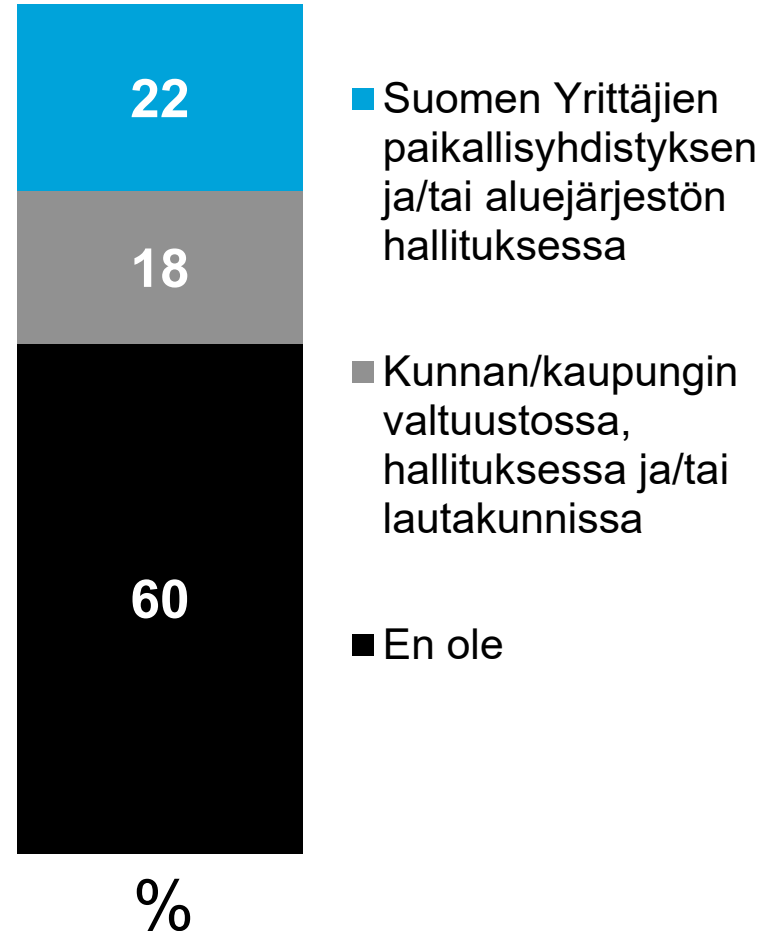 22
18
60
%
Suomen Yrittäjien
paikallisyhdistyksen
ja/tai aluejärjestön
hallituksessa
Kunnan/kaupungin
valtuustossa,
hallituksessa ja/tai
lautakunnissa
En ole